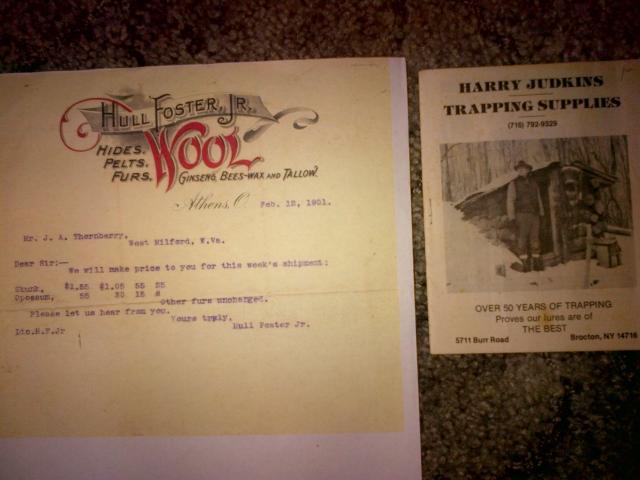 HULL FOSTER, JR.
HIDES.
PELTS.
FURS.
WOOL
GINSENG, BEES-WAX AND TALLOW.
Athens, O. Feb. 12, 1901.
Mr. J. A. Thornberry,
West Milford, W.Va.
Dear Sir:—
We will make price to you for this week's shipment:
Skunk, $1.55 $1.05 55 25
Opossum, 55 30 15 8
Other furs unchanged.
Please let us hear from you.
Yours truly,
Hull Foster Jr.
HARRY JUDKINS
TRAPPING SUPPLIES
(716) 792-9329
OVER 50 YEARS OF TRAPPING
Proves our lures are of
THE BEST
5711 Burr Road Brocton, NY 14716